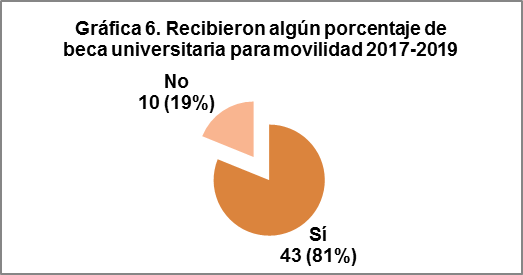 Gráfica 6. Recibieron algún porcentaje de
beca universitaria para movilidad 2017-2019
No
10 (19%)
Sí
43 (81%)